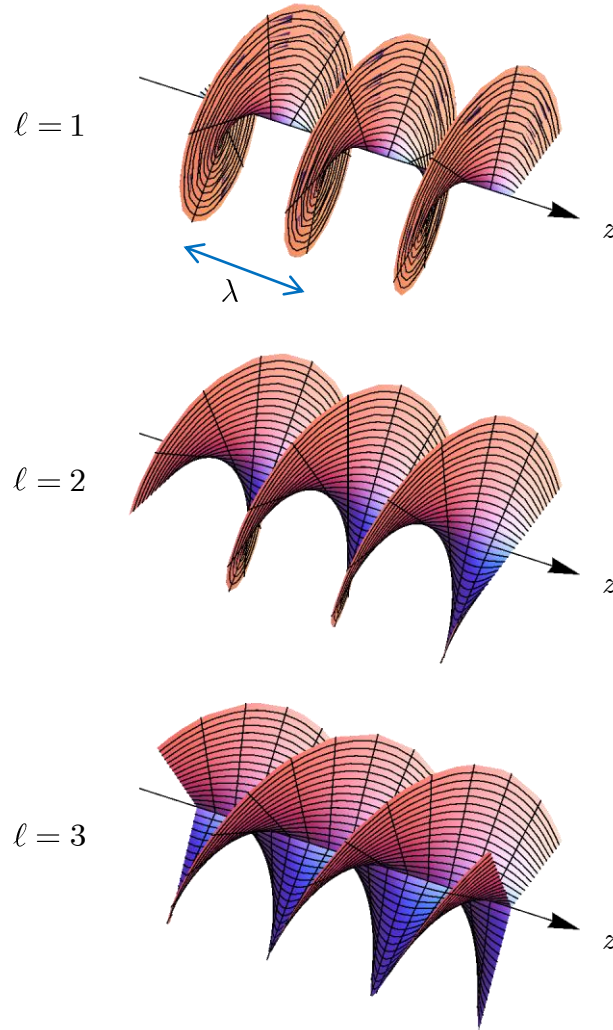 ℓ = 1
z
λ
ℓ = 2
z
ℓ = 3
z